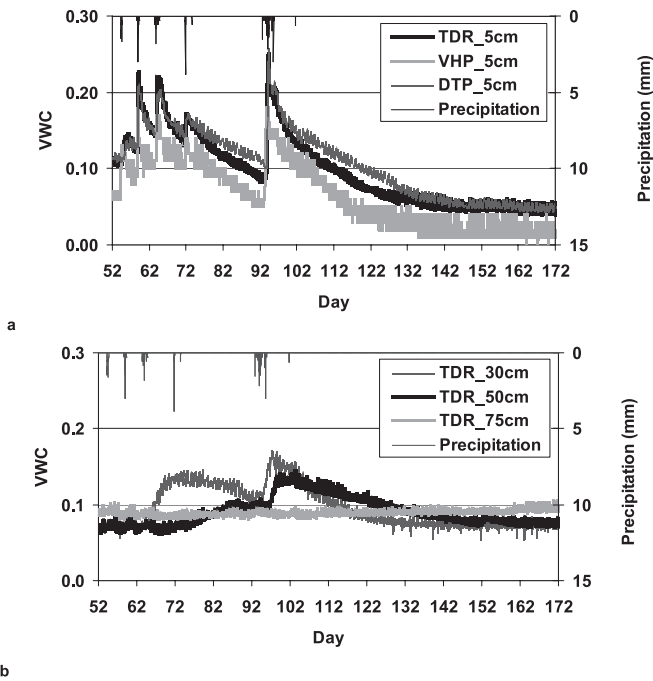 0.30
0.20
0.10
0.00
VWC
TDR_5cm
VHP_5cm
DTP_5cm
Precipitation
0
5
10
15
Precipitation (mm)
52 62 72 82 92 102 112 122 132 142 152 162 172
Day
a
0.3
0.2
0.1
0.0
VWC
TDR_30cm
TDR_50cm
TDR_75cm
Precipitation
0
5
10
15
Precipitation (mm)
52 62 72 82 92 102 112 122 132 142 152 162 172
Day
b